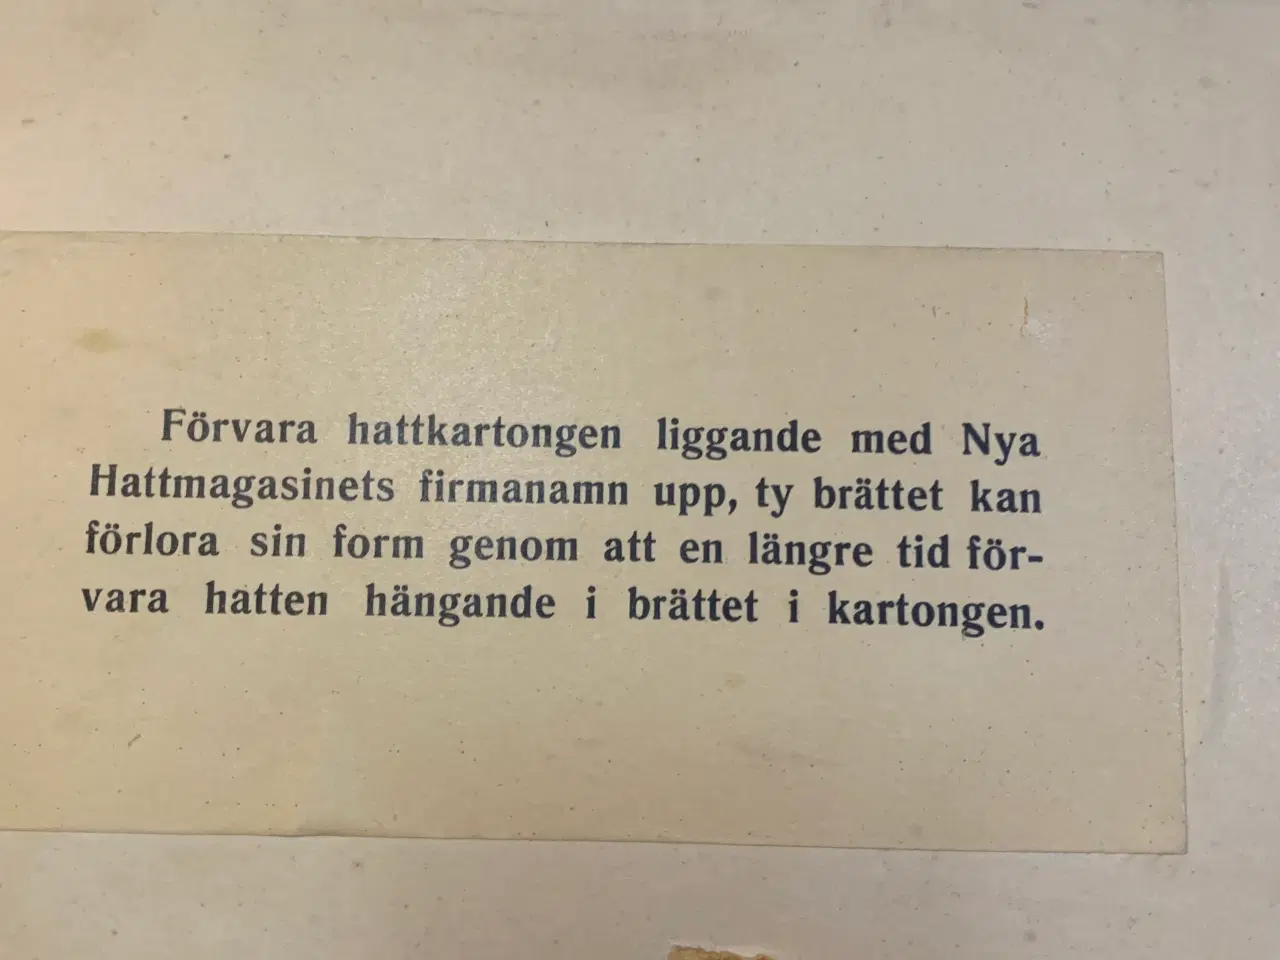 Förvara hattkartongen liggande med Nya
Hattmagasinets firmanamn upp, ty brättet kan
förlora sin form genom att en längre tid för-
vara hatten hängande i brättet i kartongen.